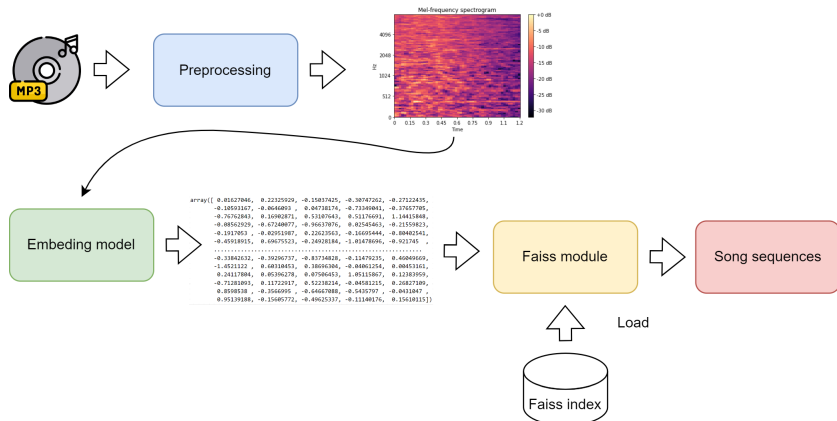 Mel-frequency spectrogram
MP3
Preprocessing
Hz
4096
2048
1024
512
0
0 0.15 0.3 0.45 0.6 0.75 0.9 1.05 1.2
Time
+0 dB
-5 dB
-10 dB
-15 dB
-20 dB
-25 dB
-30 dB
Embeding model
array([ 0.01627046, 0.22325929, -0.15037425, -0.30747262, -0.27122435,
-0.10593167, -0.0646093 , 0.04738174, -0.73349041, -0.37657705,
-0.76762843, 0.16902871, 0.53107643, 0.51176691, 1.14415848,
-0.08562929, -0.67240077, -0.96637076, 0.02545463, -0.21559823,
-0.1917053 , -0.02951987, 0.22623563, -0.16695444, -0.80402541,
-0.45918915, 0.69675523, -0.24928184, -1.01478696, -0.921745 ,
-0.33842632, -0.39296737, -0.83734828, -0.11479235, 0.46049669,
-1.4521122 , 0.60310453, 0.38696304, -0.04061254, 0.00453161,
0.24117804, 0.05396278, 0.07506453, 1.05115867, 0.12383959,
-0.71281093, 0.11722917, 0.52238214, -0.04581215, 0.26827109,
0.8598538 , -0.3566995 , -0.64667088, -0.5435797 , -0.0431047 ,
0.95139188, -0.15605772, -0.49625337, -0.11140176, 0.15610115])
Faiss module
Song sequences
Load
Faiss index